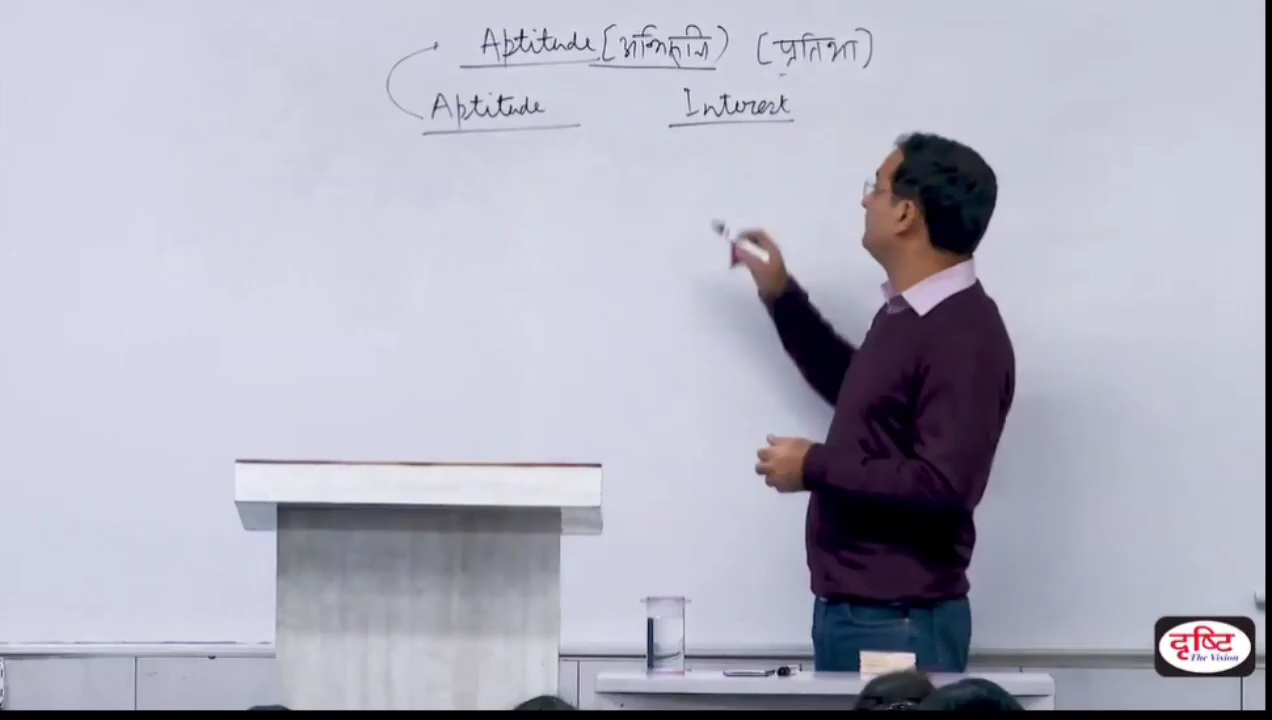 Aptitude (अभिक्षमता) (प्रतिभा)
Aptitude Interest
दृष्टि
The Vision